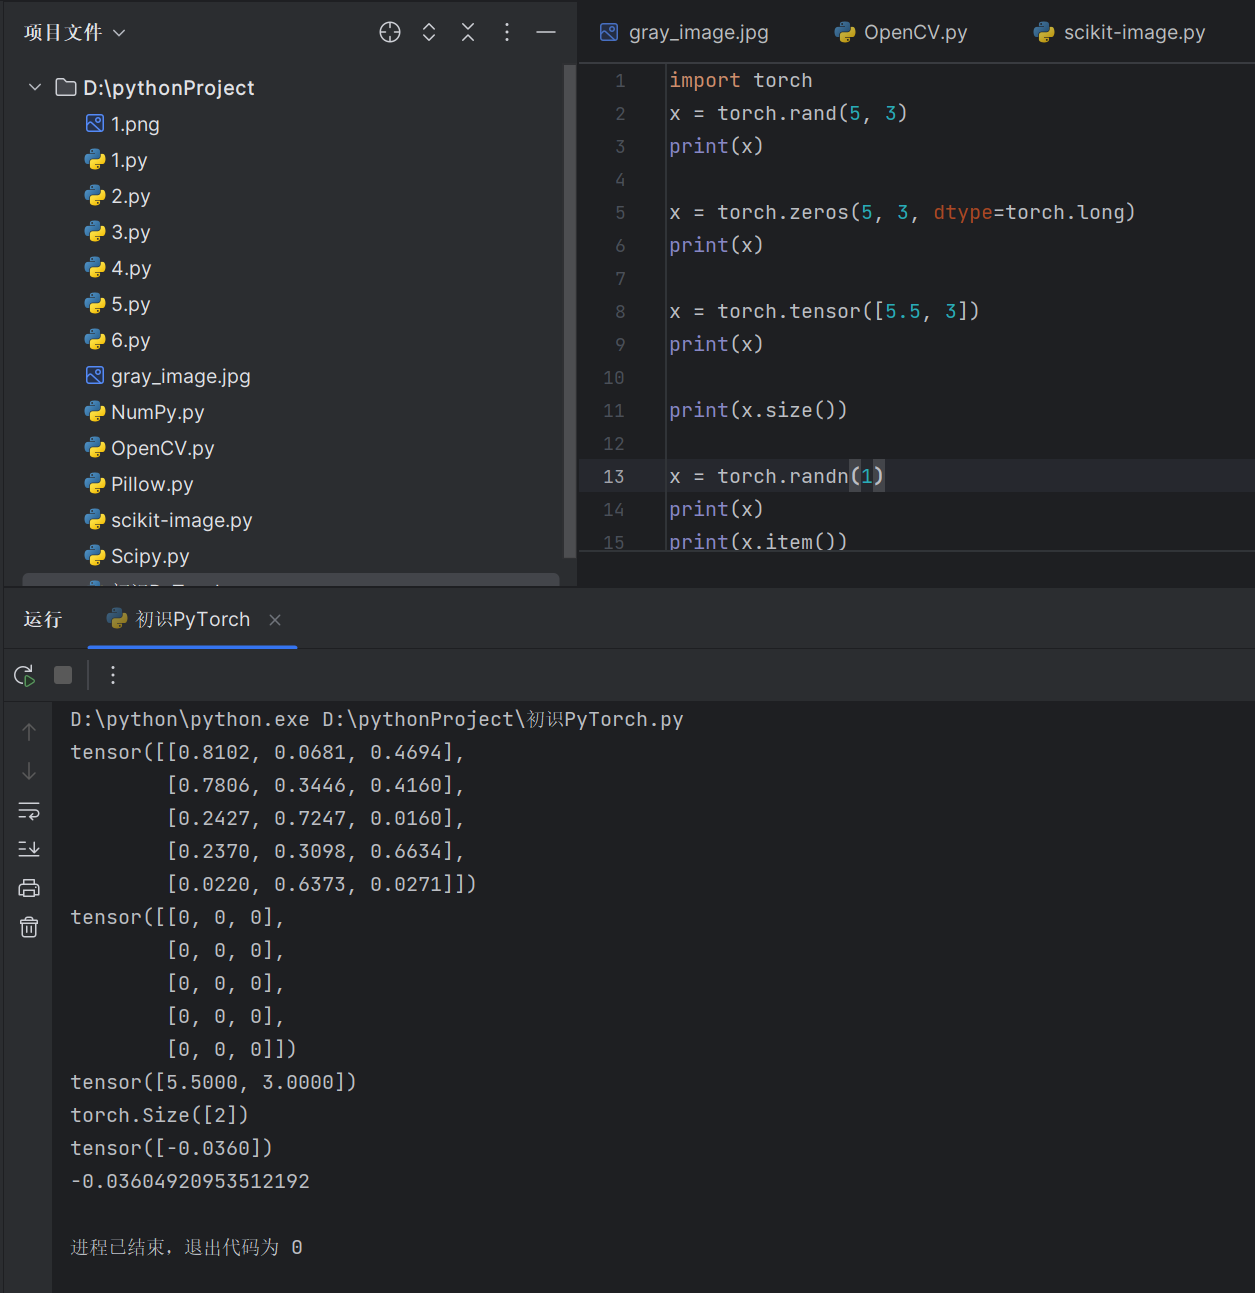 项目文件
D:\pythonProject
1.png
1.py
2.py
3.py
4.py
5.py
6.py
gray_image.jpg
NumPy.py
OpenCV.py
Pillow.py
scikit-image.py
Scipy.py
gray_image.jpg OpenCV.py scikit-image.py
1 import torch
2 x = torch.rand(5, 3)
3 print(x)
4
5 x = torch.zeros(5, 3, dtype=torch.long)
6 print(x)
7
8 x = torch.tensor([5.5, 3])
9 print(x)
10
11 print(x.size())
12
13 x = torch.randn(1)
14 print(x)
15 print(x.item())
运行 初识PyTorch
D:\python\python.exe D:\pythonProject\初识PyTorch.py
tensor([[0.8102, 0.0681, 0.4694],
[0.7806, 0.3446, 0.4160],
[0.2427, 0.7247, 0.0160],
[0.2370, 0.3098, 0.6634],
[0.0220, 0.6373, 0.0271]])
tensor([[0, 0, 0],
[0, 0, 0],
[0, 0, 0],
[0, 0, 0],
[0, 0, 0]])
tensor([5.5000, 3.0000])
torch.Size([2])
tensor([-0.0360])
-0.03604920953512192
进程已结束，退出代码为 0